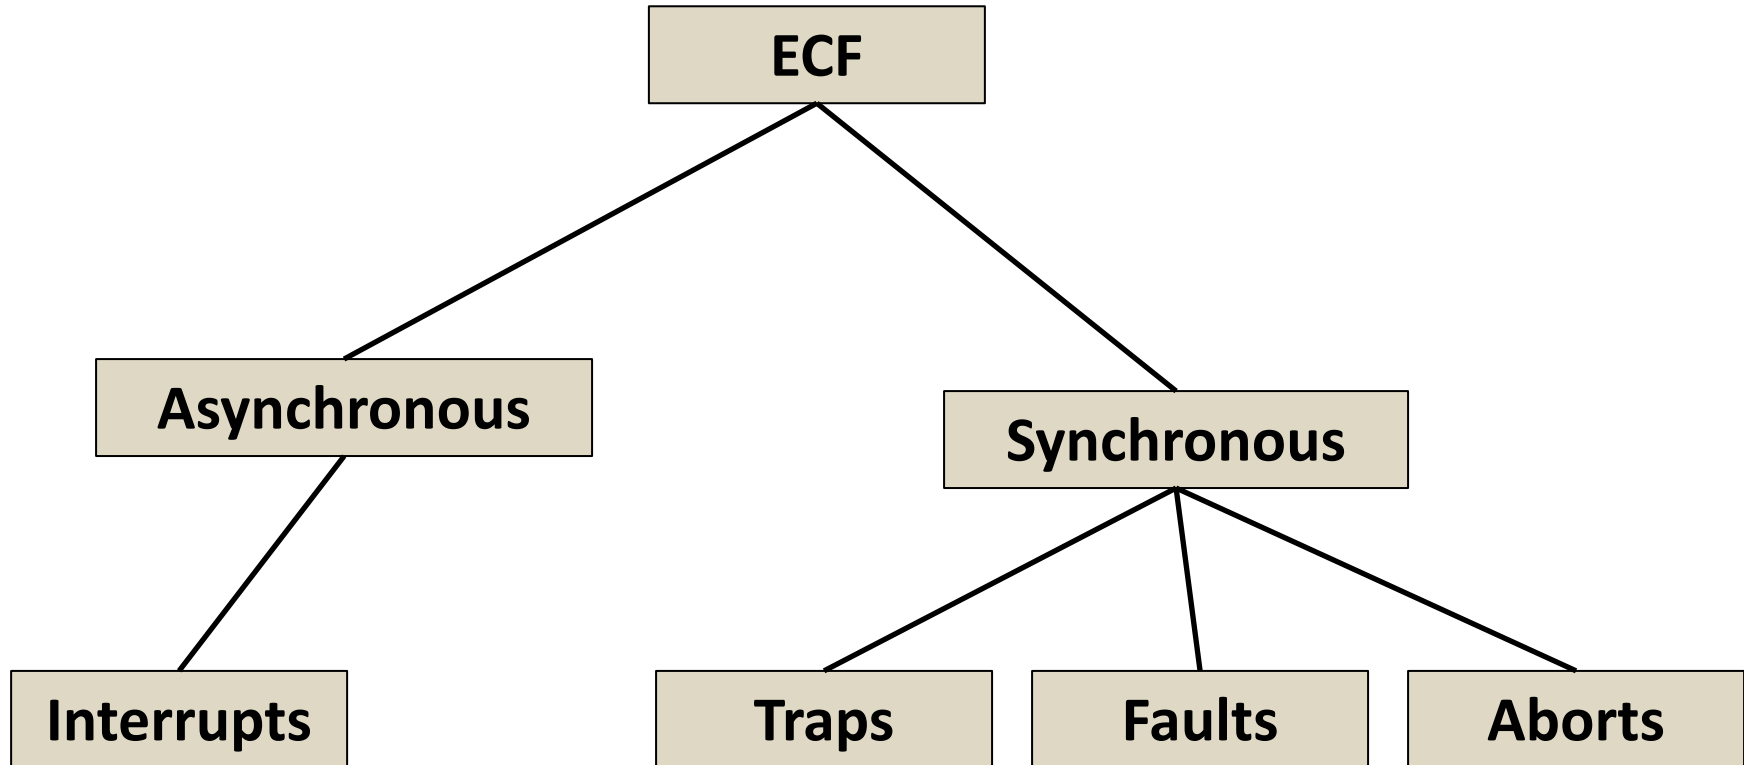 ECF
Asynchronous
Synchronous
Interrupts
Traps
Faults
Aborts